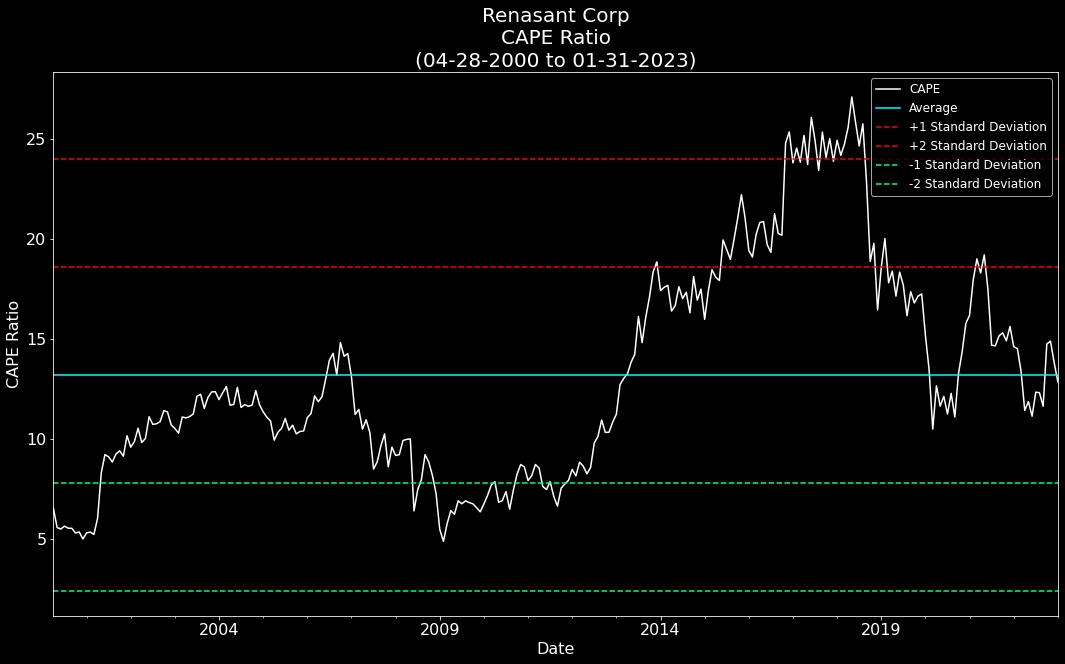 Renasant Corp
CAPE Ratio
(04-28-2000 to 01-31-2023)
CAPE
Average
+1 Standard Deviation
+2 Standard Deviation
-1 Standard Deviation
-2 Standard Deviation
CAPE Ratio
25
20
15
10
5
2004
2009
2014
2019
Date